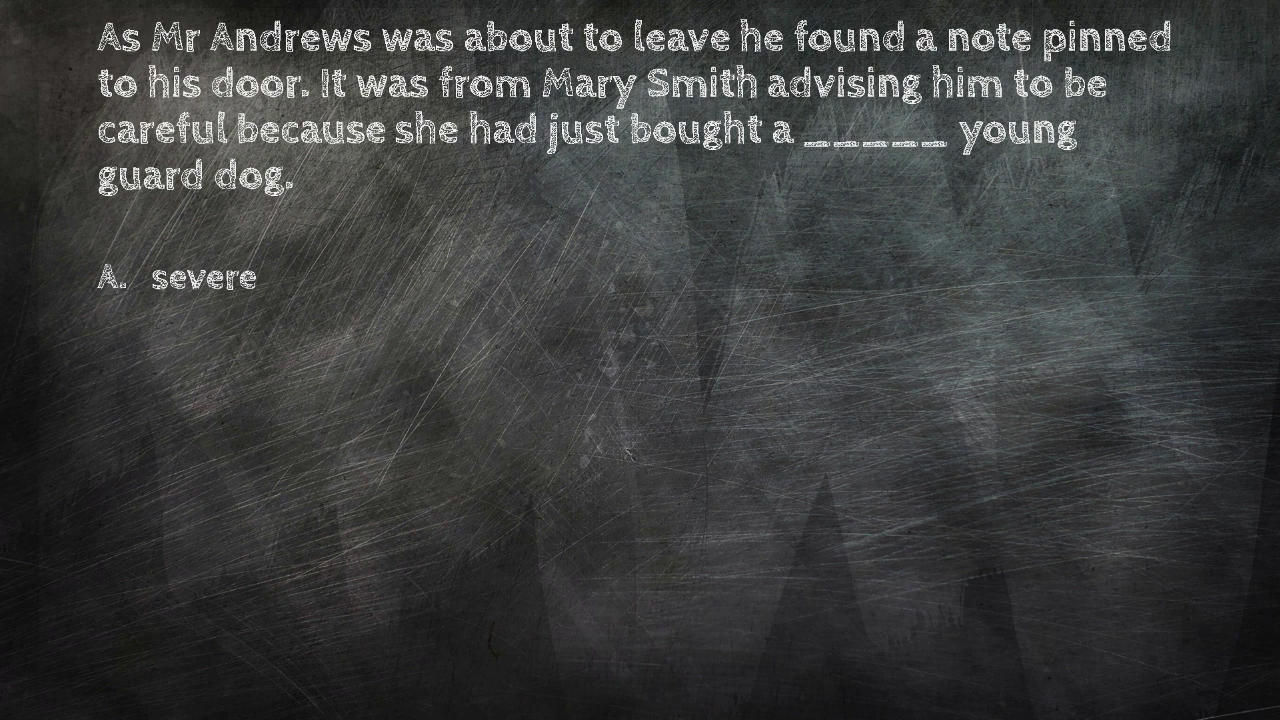 As Mr Andrews was about to leave he found a note pinned
to his door. It was from Mary Smith advising him to be
careful because she had just bought a _____ young
guard dog.
A. severe